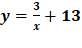 y = 3/x + 13